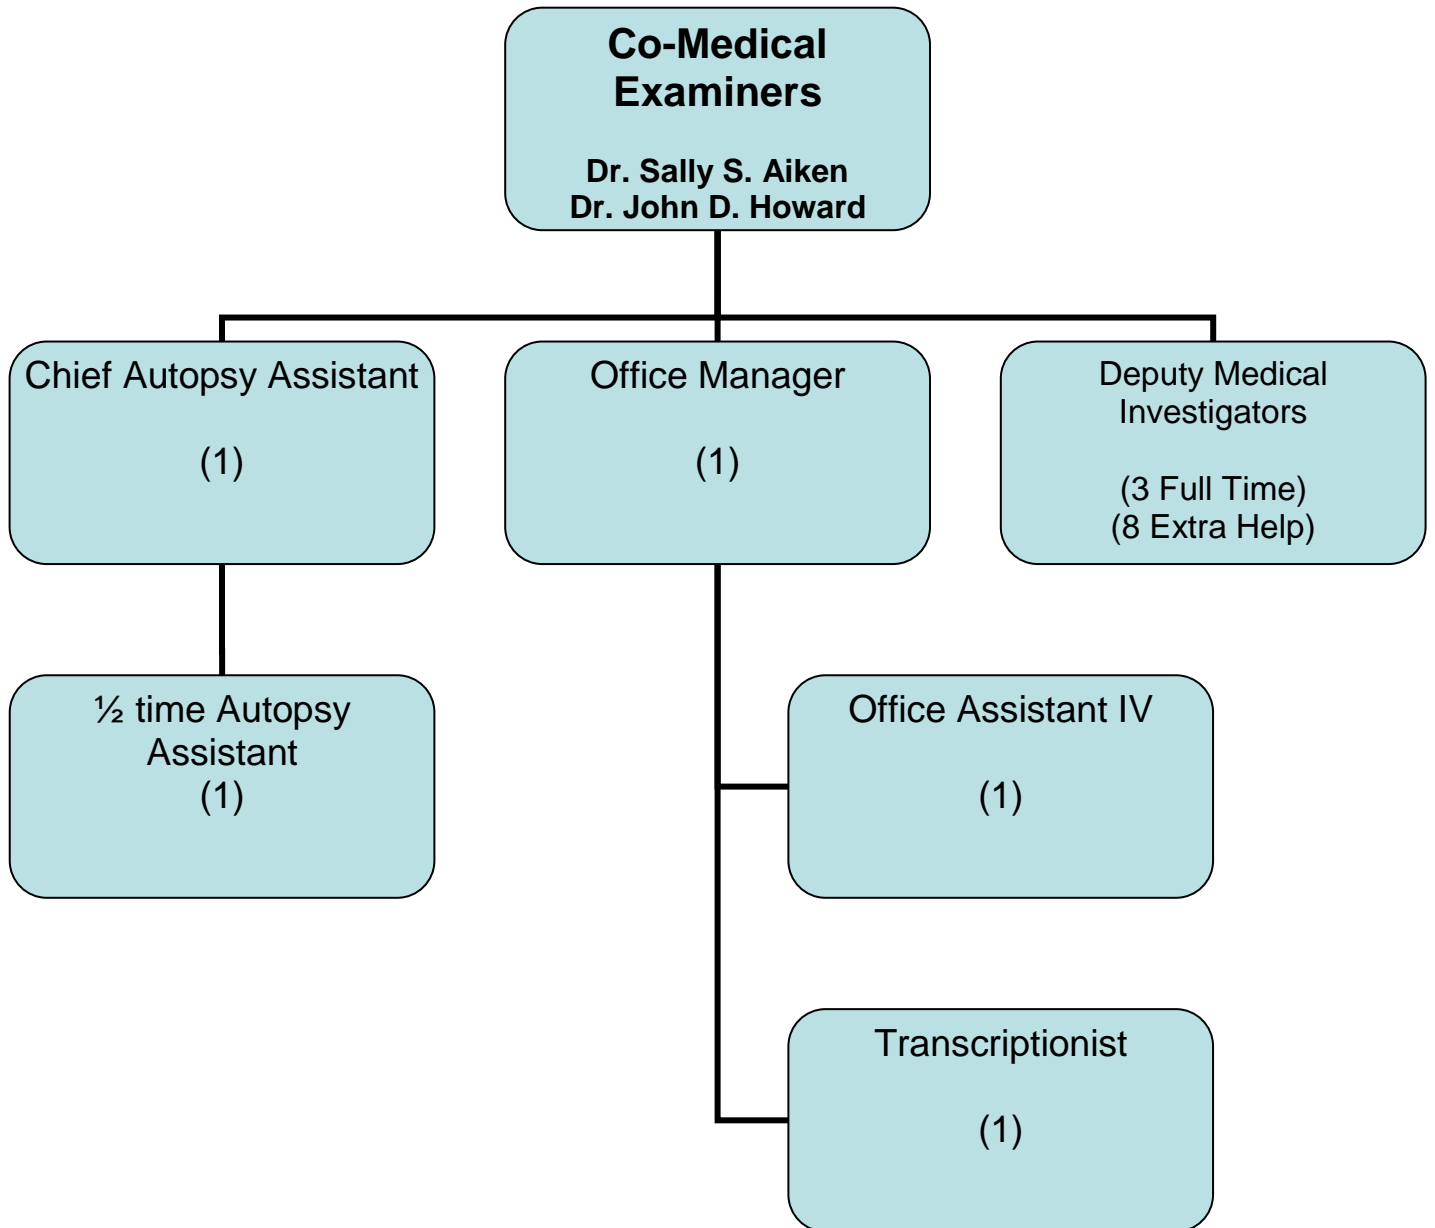 Co-Medical
Examiners
Dr. Sally S. Aiken
Dr. John D. Howard
Chief Autopsy Assistant
(1)
Office Manager
(1)
Deputy Medical
Investigators
(3 Full Time)
(8 Extra Help)
½ time Autopsy
Assistant
(1)
Office Assistant IV
(1)
Transcriptionist
(1)